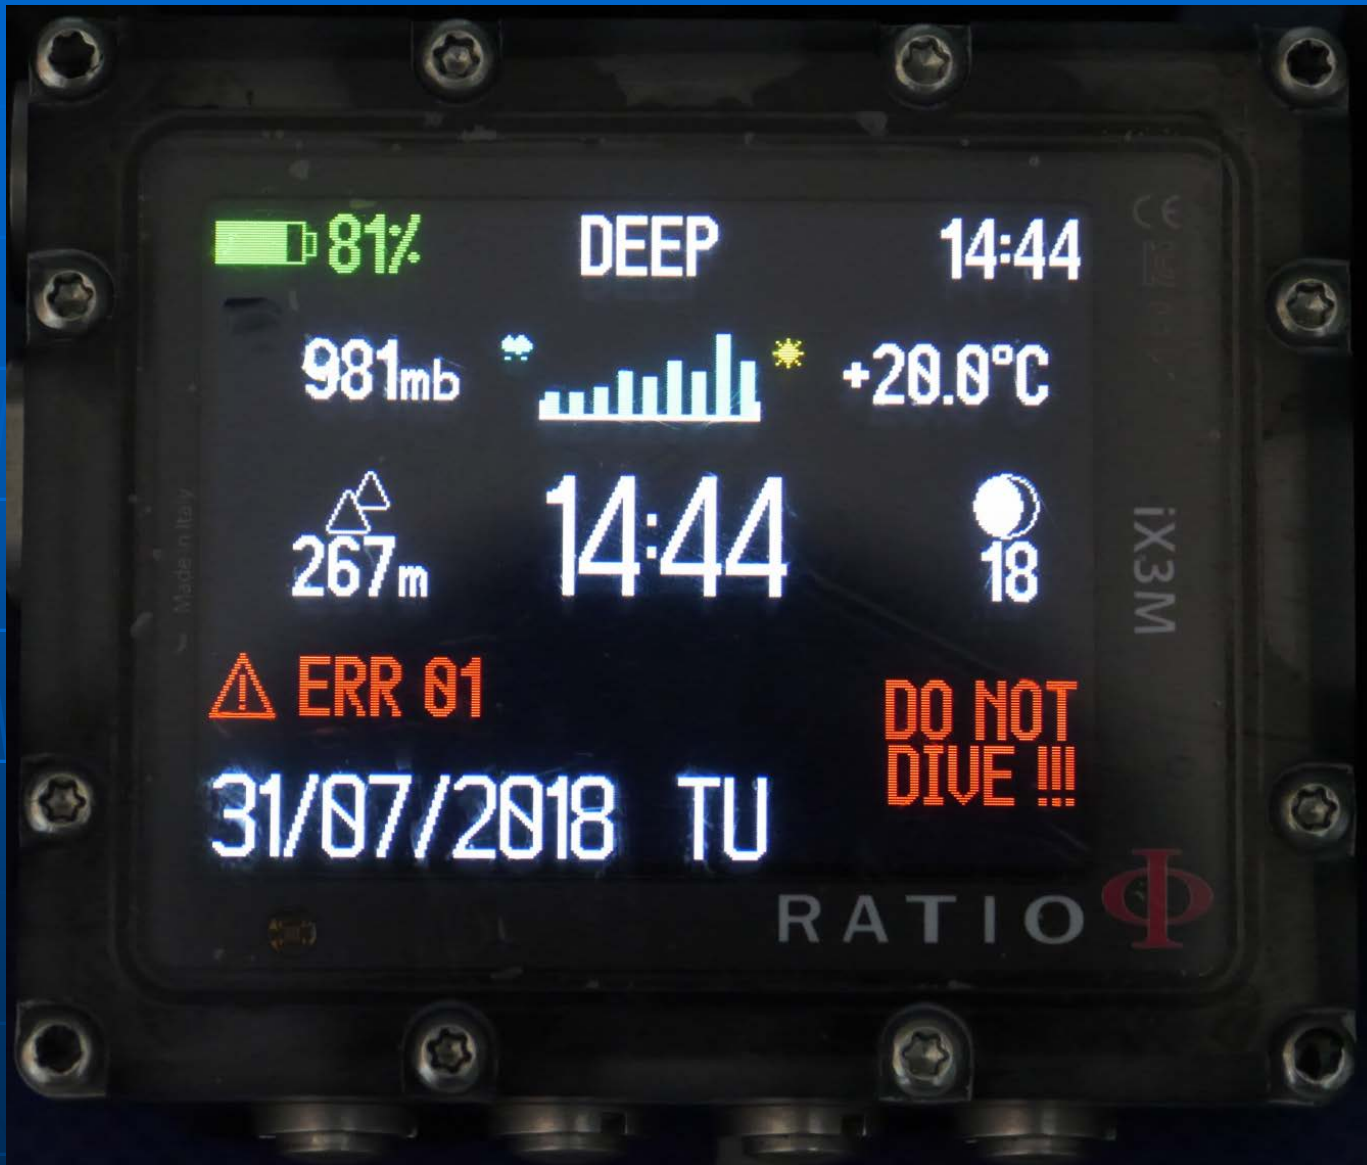 81% DEEP 14:44
981mb +20.0°C
14:44
267m 18
ERR 01
DO NOT
DIVE !!!
31/07/2018 TU
RATIO
iX3M
Made in Italy
CE